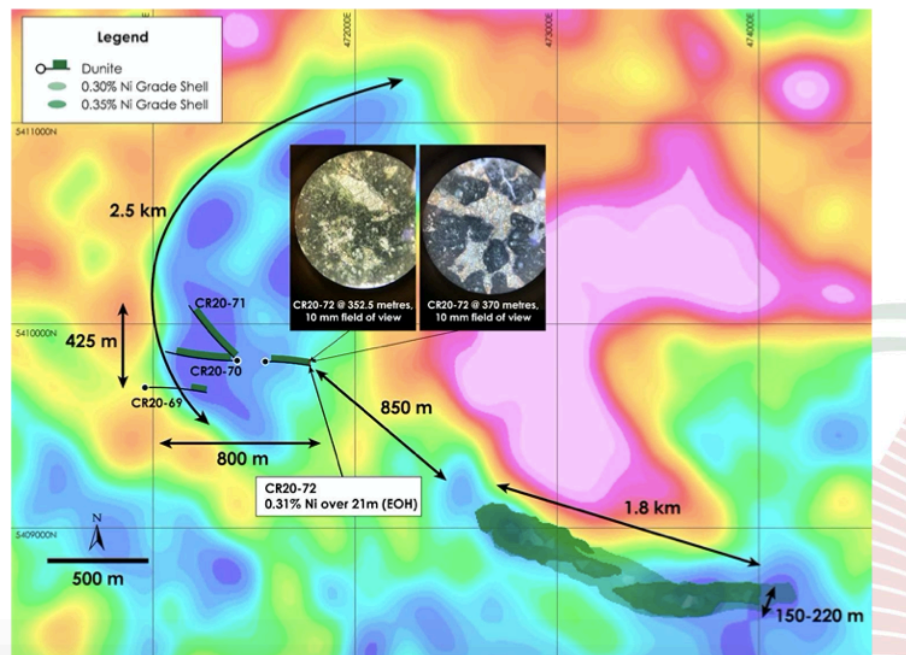 Legend
Dunite
0.30% Ni Grade Shell
0.35% Ni Grade Shell
472000E
473000E
474000E
5411000N
2.5 km
CR20-72 @ 352.5 metres,
10 mm field of view
CR20-72 @ 370 metres,
10 mm field of view
CR20-71
5410000N
425 m
CR20-70
CR20-69
850 m
800 m
CR20-72
0.31% Ni over 21m (EOH)
1.8 km
5409000N
N
500 m
150-220 m